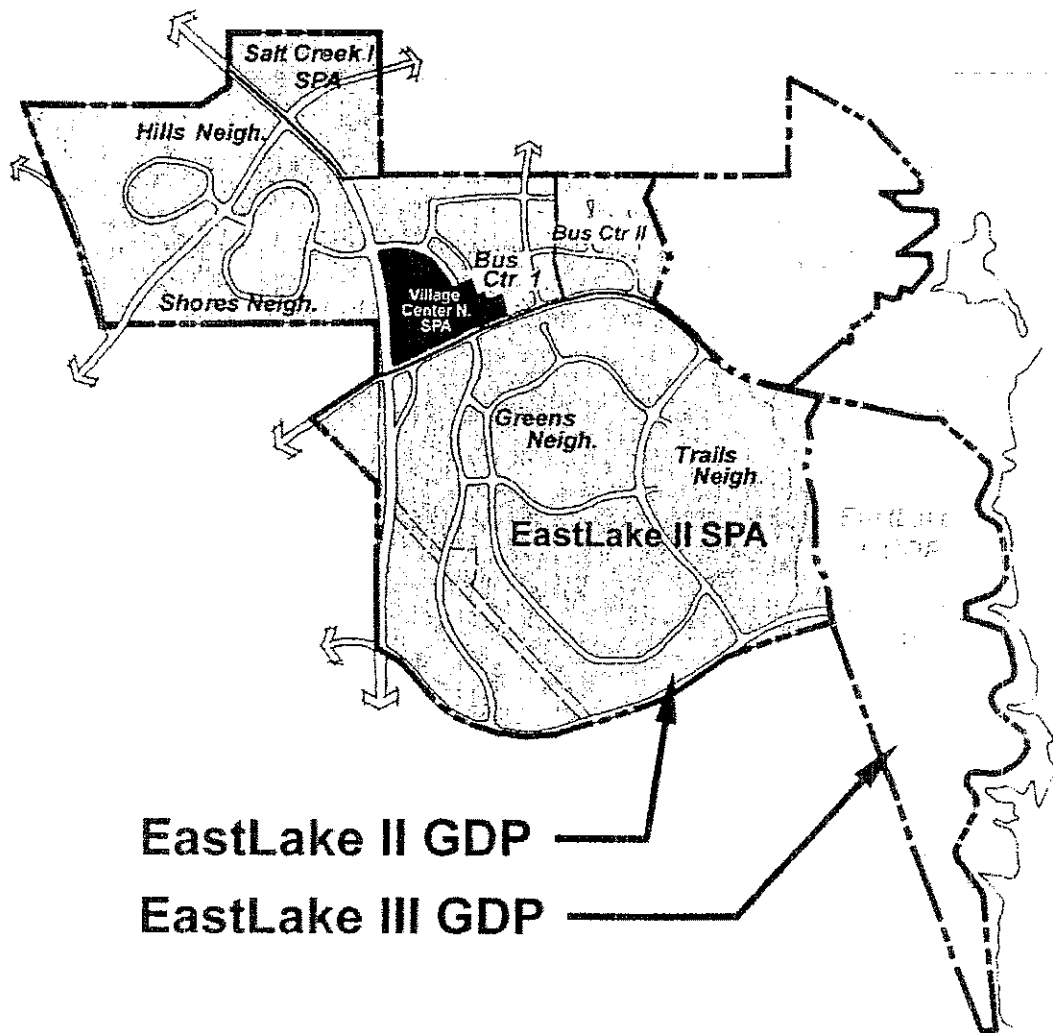 Salt Creek I
SPA
Hills Neigh.
Bus Ctr II
Bus
Ctr. 1
Shores Neigh.
Village
Center N.
SPA
Greens
Neigh.
Trails
Neigh.
EastLake II SPA
EastLake II GDP
EastLake III GDP